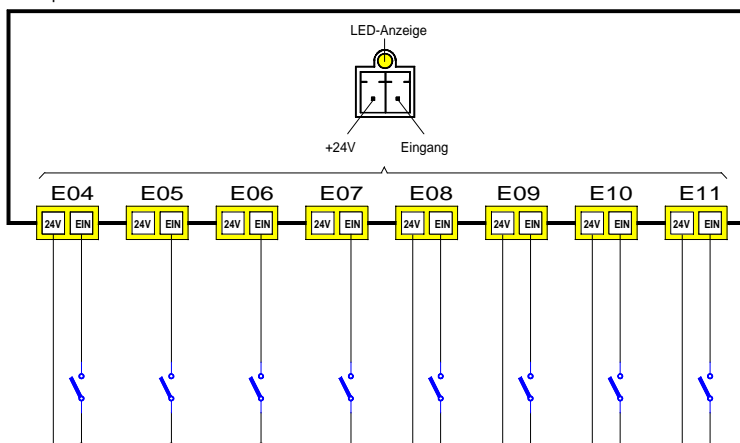 LED-Anzeige
+24V Eingang
E04 E05 E06 E07 E08 E09 E10 E11
24V EIN 24V EIN 24V EIN 24V EIN 24V EIN 24V EIN 24V EIN 24V EIN